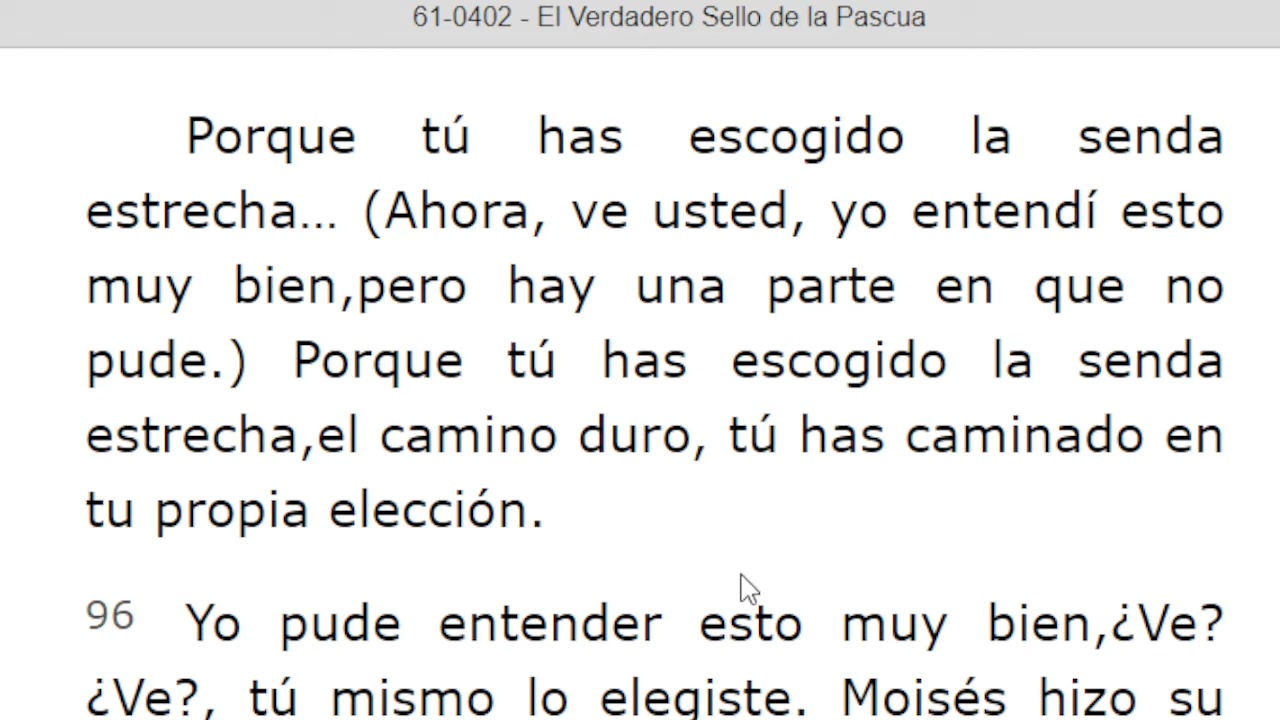 61-0402 - El Verdadero Sello de la Pascua
Porque tú has escogido la senda
estrecha... (Ahora, ve usted, yo entendí esto
muy bien,pero hay una parte en que no
pude.) Porque tú has escogido la senda
estrecha,el camino duro, tú has caminado en
tu propia elección.
96 Yo pude entender esto muy bien,¿Ve?
¿Ve?, tú mismo lo elegiste. Moisés hizo su